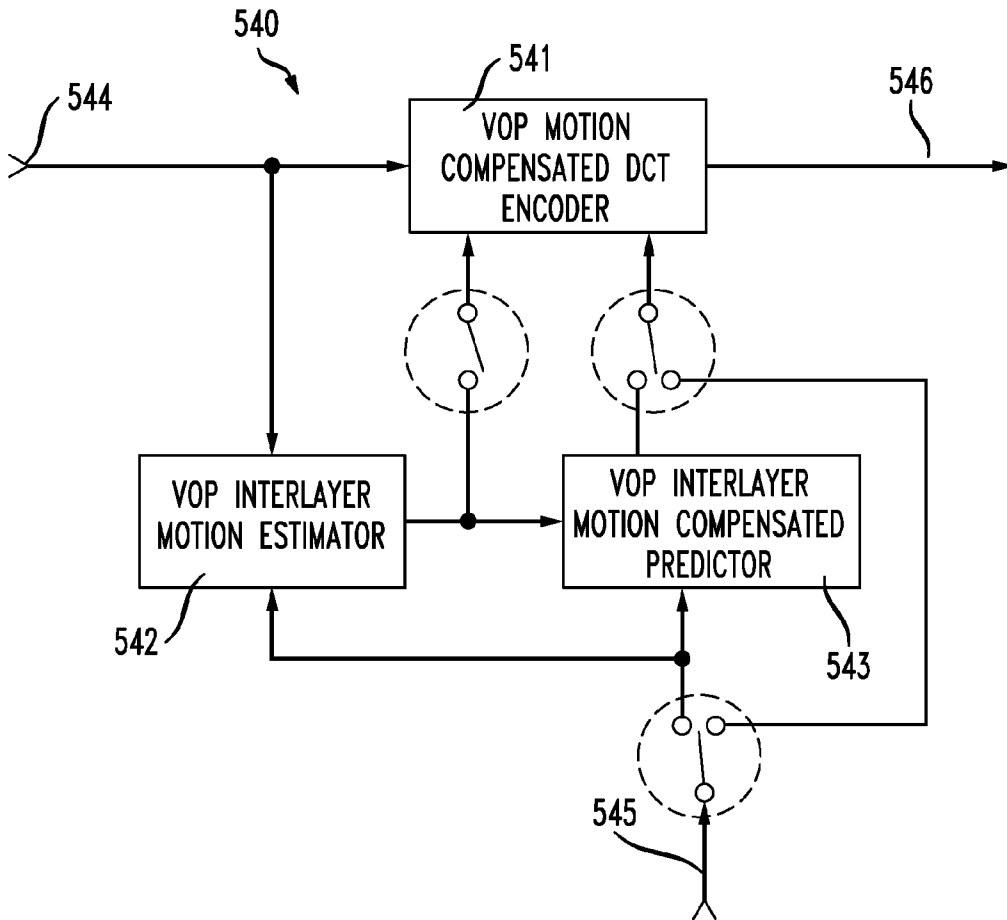 540
544
541
546
VOP MOTION
COMPENSATED DCT
ENCODER
VOP INTERLAYER
MOTION ESTIMATOR
VOP INTERLAYER
MOTION COMPENSATED
PREDICTOR
542
543
545